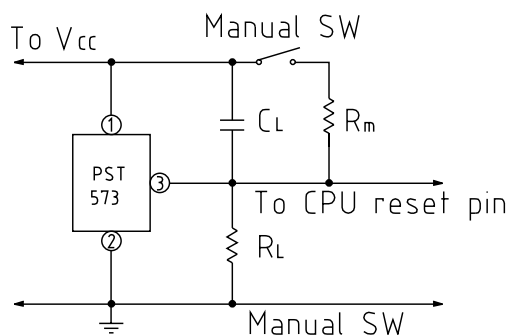 Manual SW
To Vcc
CL
Rm
1
PST
573
3
To CPU reset pin
2
RL
Manual SW